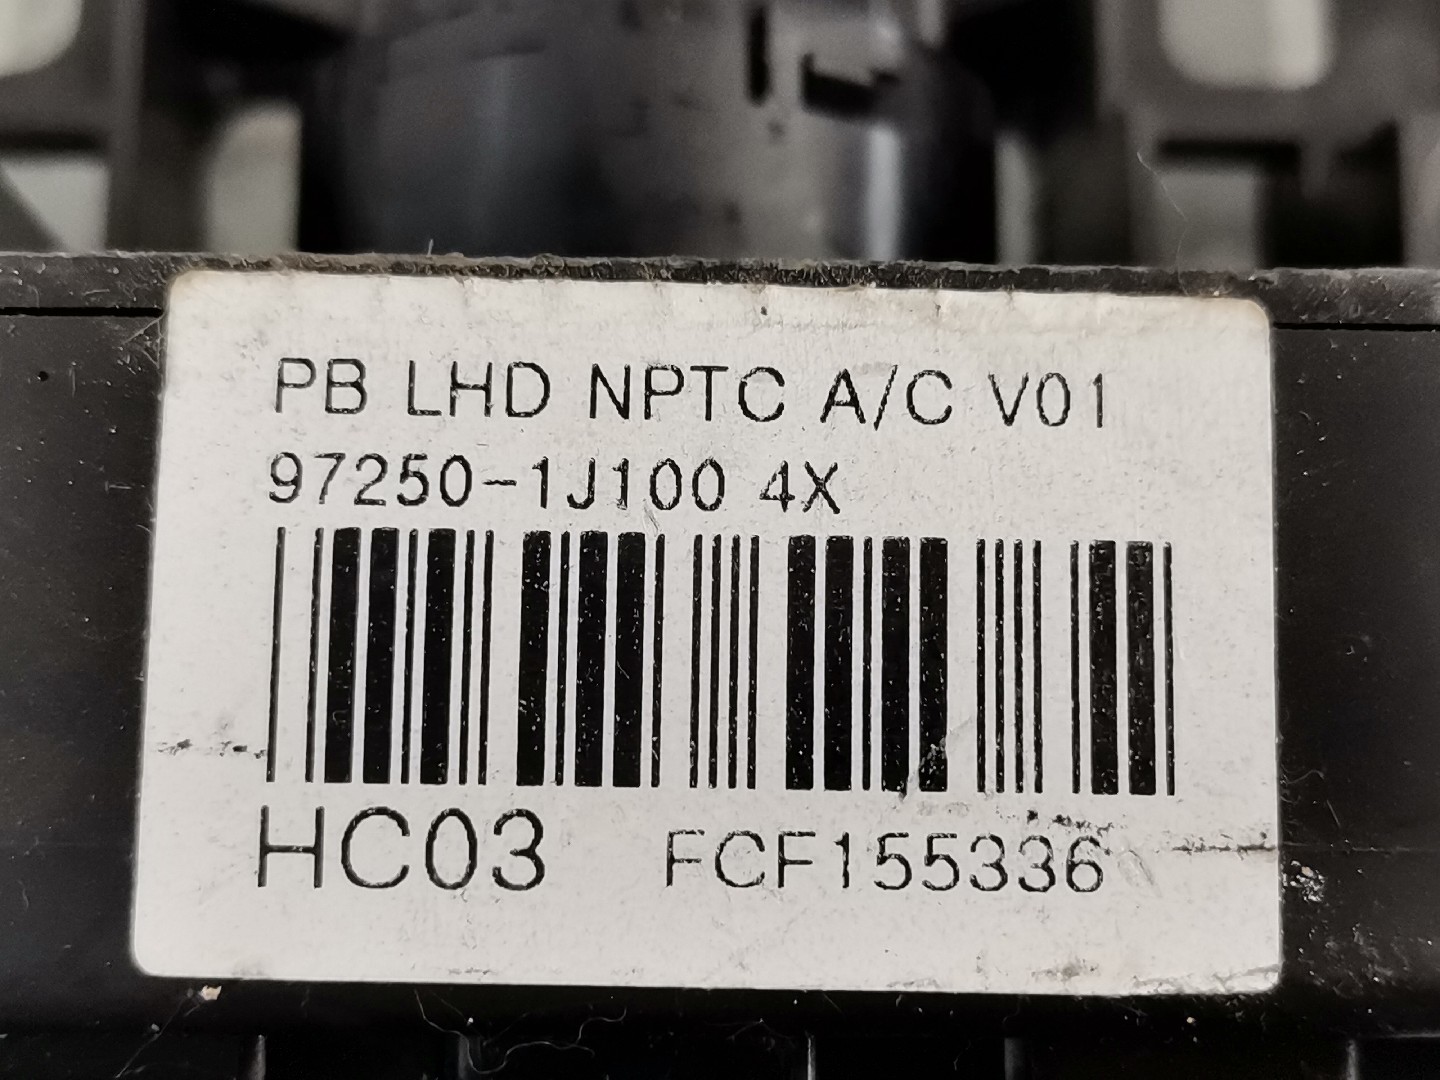 PB LHD NPTC A/C V01
97250-1J100 4X
HC03 FCF155336